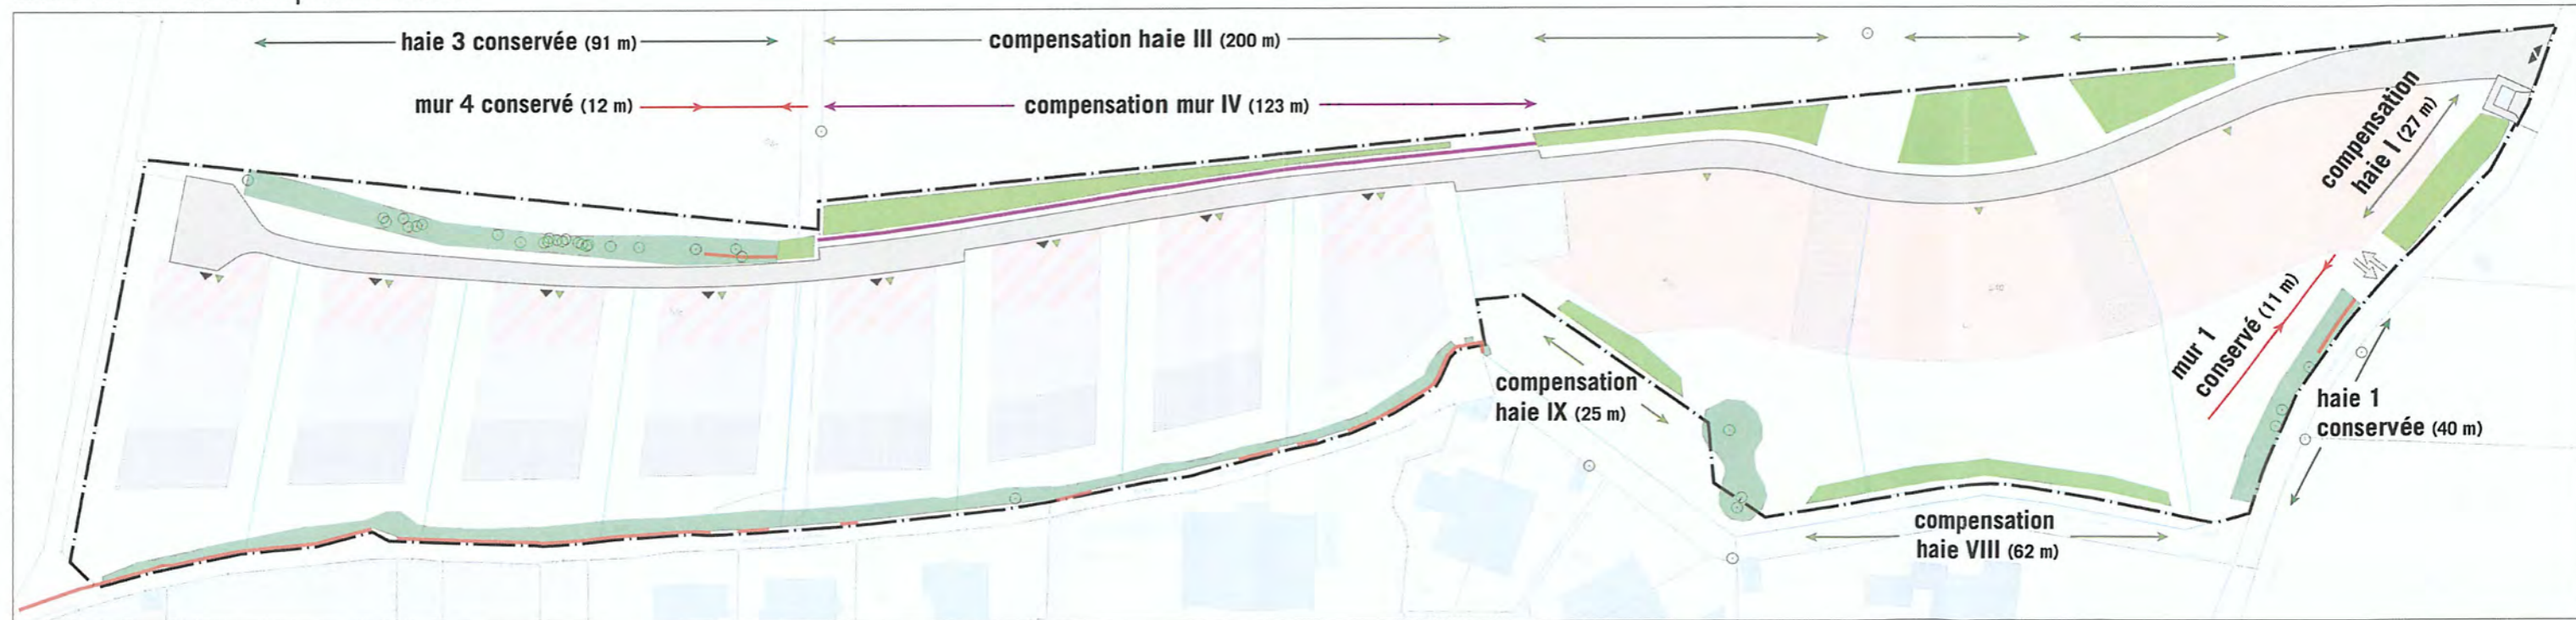 haie 3 conservée (91 m)
compensation haie III (200 m)
mur 4 conservé (12 m)
compensation mur IV (123 m)
compensation
haie I (27 m)
mur 1
conservé (11 m)
haie 1
conservée (40 m)
compensation
haie IX (25 m)
compensation
haie VIII (62 m)